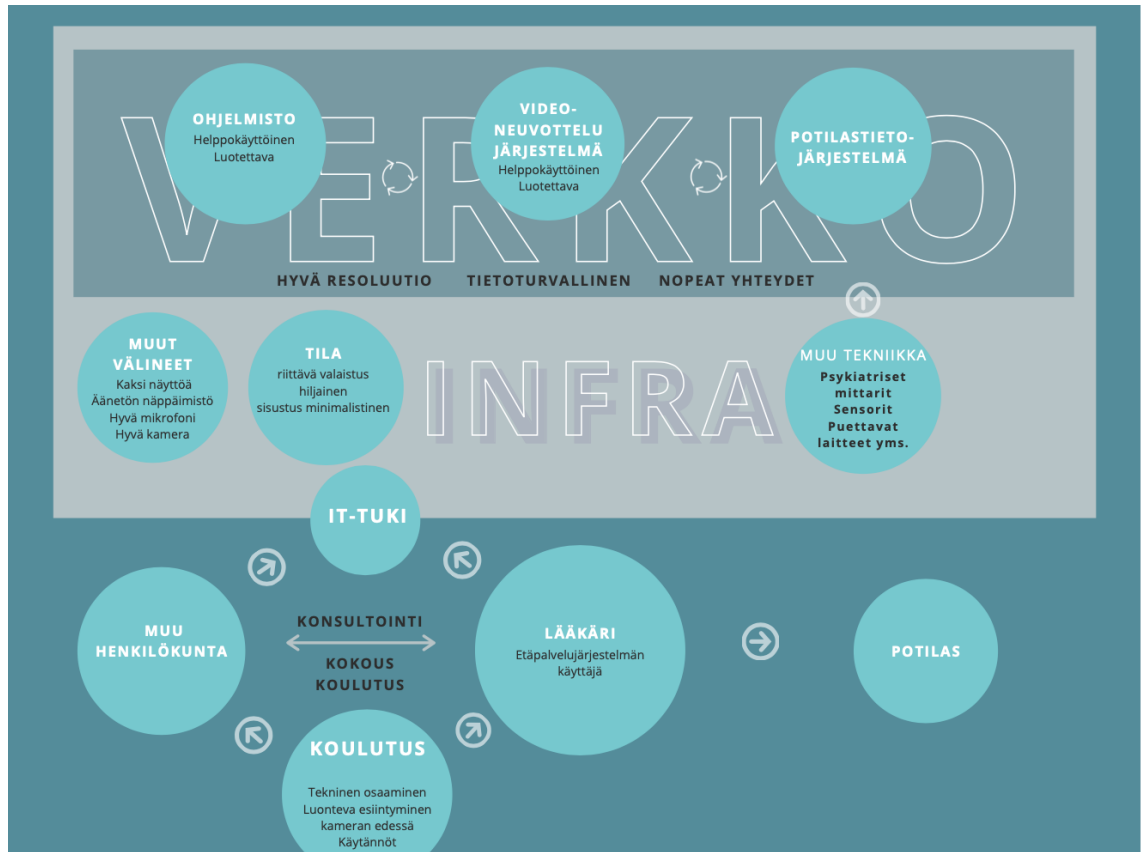 VERKKO
OHJELMISTO
Helppokäyttöinen
Luotettava
VIDEO-
NEUVOTTELU
JÄRJESTELMÄ
Helppokäyttöinen
Luotettava
POTILASTIETO-
JÄRJESTELMÄ
HYVÄ RESOLUUTIO
TIETOTURVALLINEN
NOPEAT YHTEYDET
MUUT
VÄLINEET
Kaksi näyttöä
Äänetön näppäimistö
Hyvä mikrofoni
Hyvä kamera
TILA
riittävä valaistus
hiljainen
sisustus minimalistinen
INFRA
MUU TEKNIIKKA
Psykiatriset
mittarit
Sensorit
Puettavat
laitteet yms.
IT-TUKI
MUU
HENKILÖKUNTA
KONSULTOINTI
KOKOUS
KOULUTUS
LÄÄKÄRI
Etäpalvelujärjestelmän
käyttäjä
POTILAS
KOULUTUS
Tekninen osaaminen
Luonteva esiintyminen
kameran edessä
Käytännöt